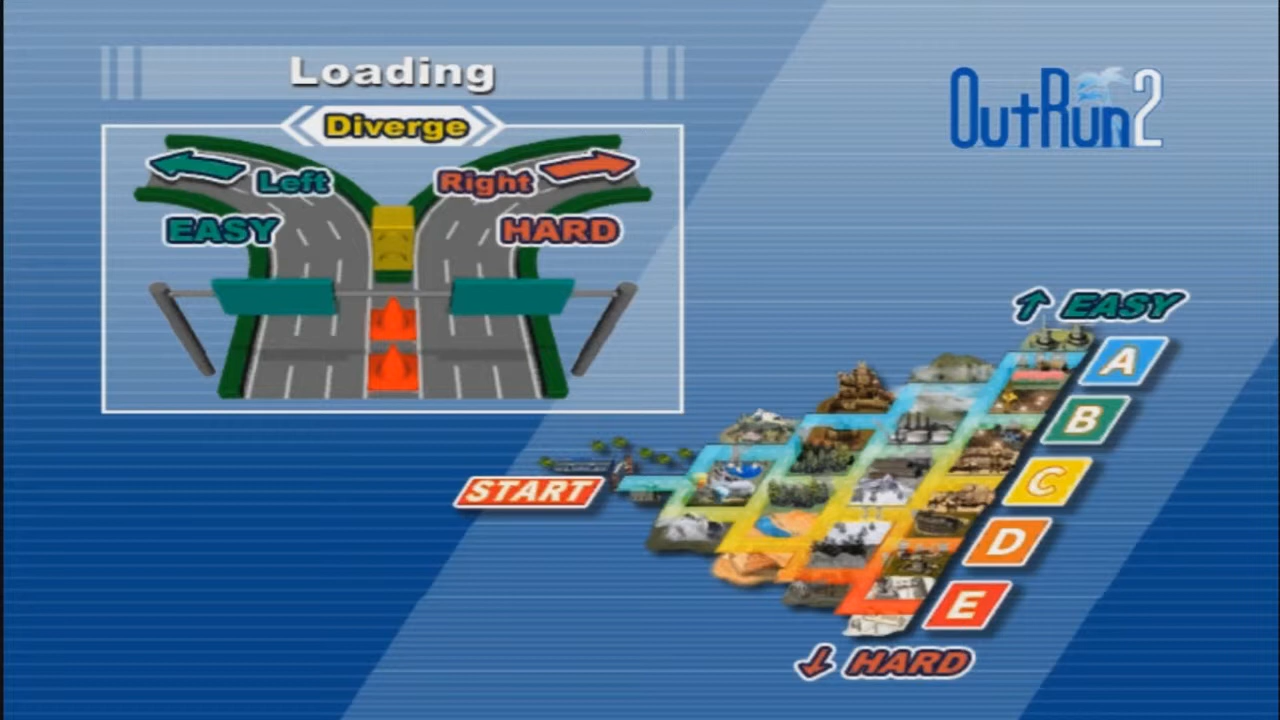 Loading
Diverge
Left
Right
EASY
HARD
OutRun2
EASY
A
B
C
D
E
START
HARD